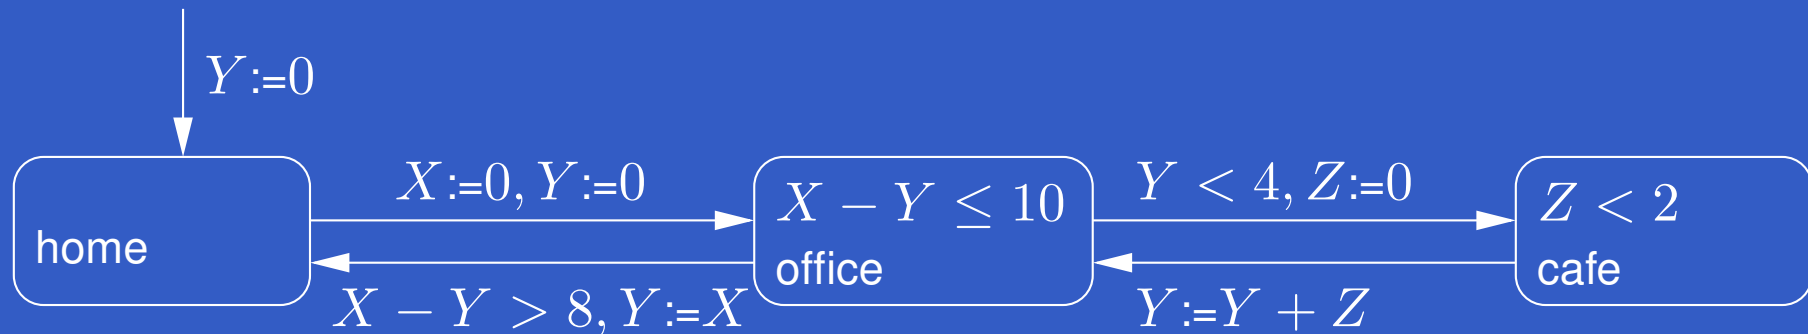 Y:=0
X:=0, Y:=0
Y < 4, Z:=0
X − Y ≤ 10
Z < 2
home
office
cafe
X − Y > 8, Y:=X
Y:=Y + Z